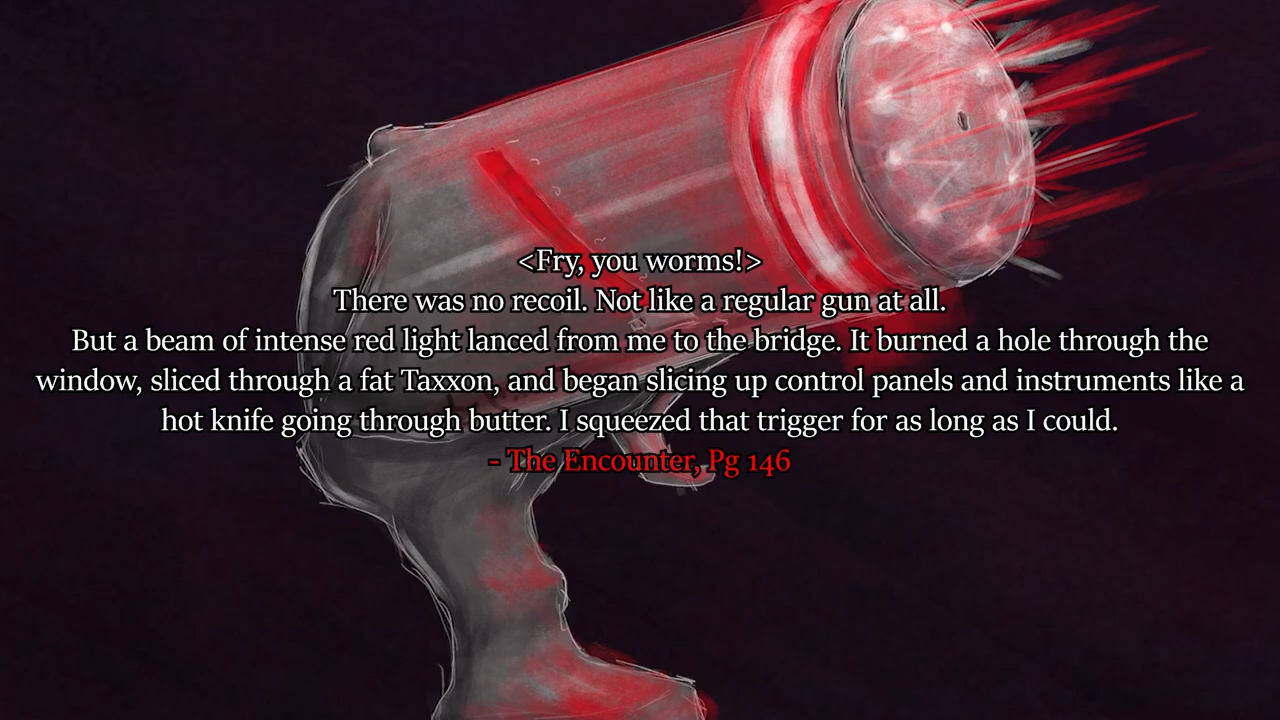 <Fry, you worms!>
There was no recoil. Not like a regular gun at all.
But a beam of intense red light lanced from me to the bridge. It burned a hole through the
window, sliced through a fat Taxxon, and began slicing up control panels and instruments like a
hot knife going through butter. I squeezed that trigger for as long as I could.
- The Encounter, Pg 146